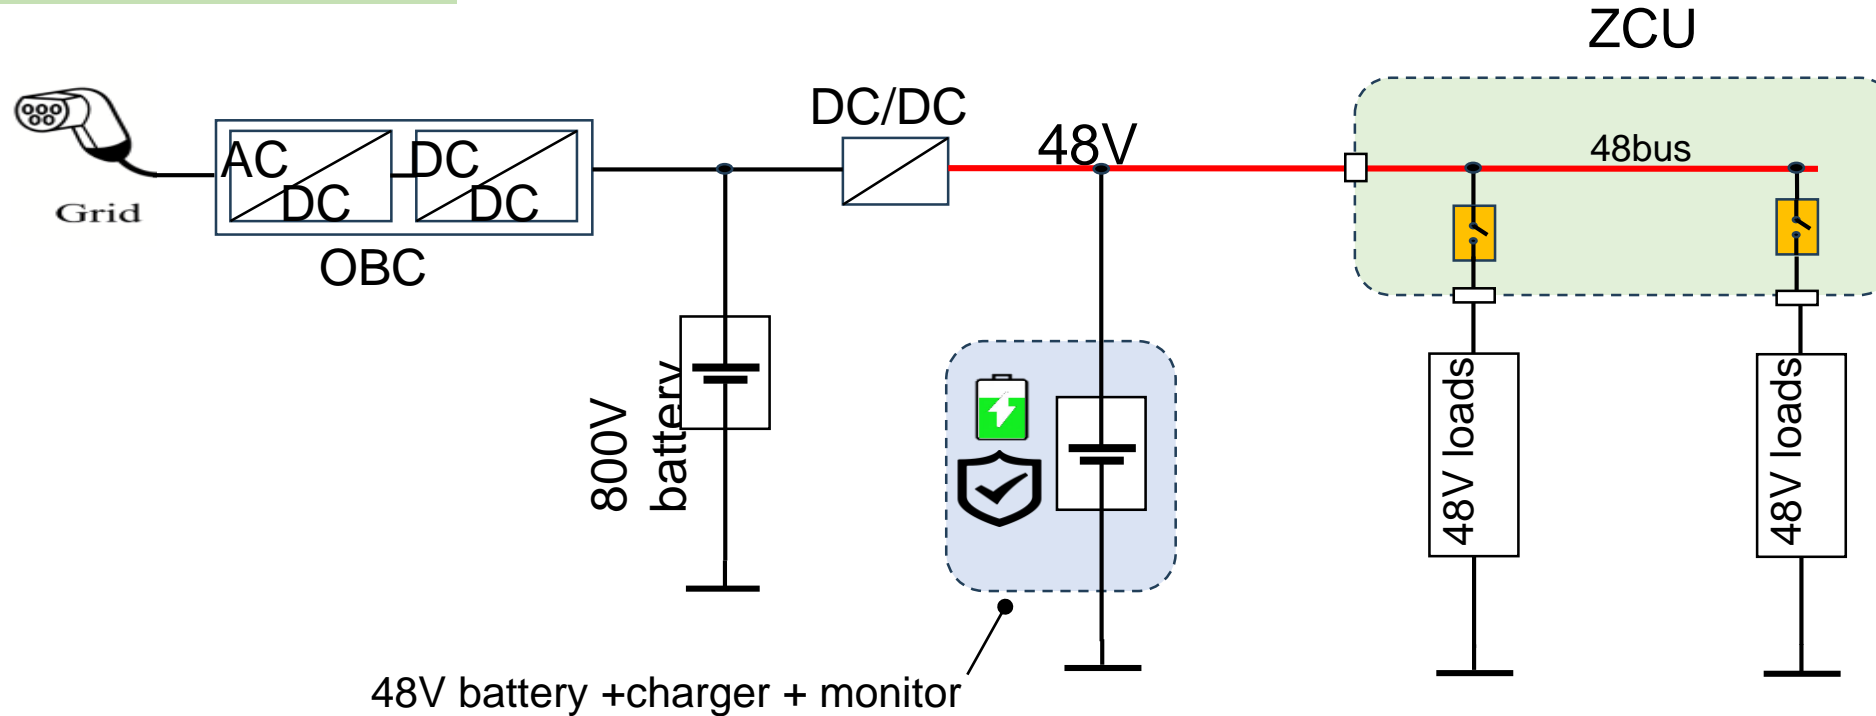 ZCU
DC/DC
48V
48bus
AC
DC
DC
DC
Grid
OBC
800V
battery
48V loads
48V loads
48V battery +charger + monitor